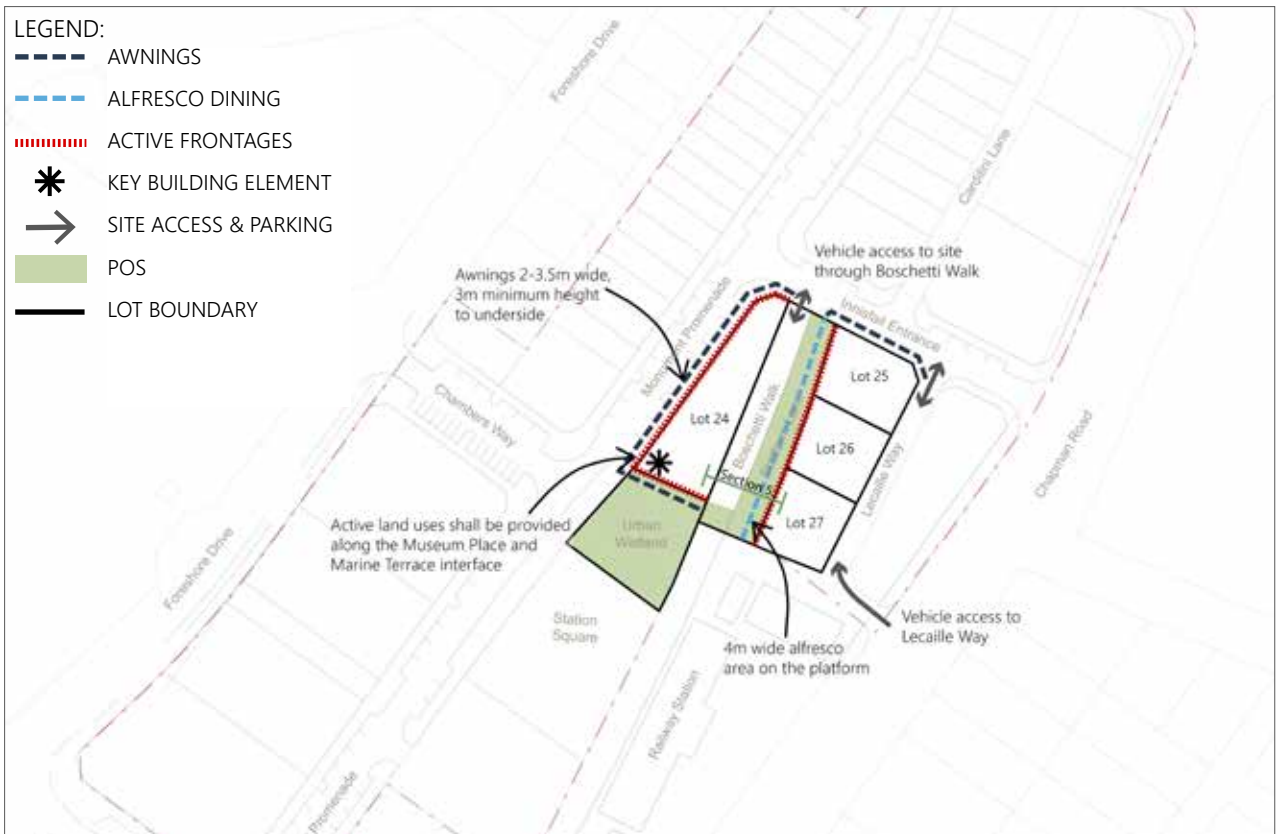 LEGEND:
AWNINGS
ALFRESCO DINING
ACTIVE FRONTAGES
KEY BUILDING ELEMENT
SITE ACCESS & PARKING
POS
LOT BOUNDARY
Foreshore Drive
Cardilini Lane
Vehicle access to site
through Boschetti Walk
Awnings 2-3.5m wide,
3m minimum height
to underside
Monument Promenade
Innisfail Entrance
Lot 25
Lot 24
Boschetti Walk
Lot 26
Chambers Way
Lecaille Way
Chapman Road
Section 5
Lot 27
Active land uses shall be provided
along the Museum Place and
Marine Terrace interface
Urban
Wetland
Foreshore Drive
Station
Square
4m wide alfresco
area on the platform
Vehicle access to
Lecaille Way
Railway Station
Promenade